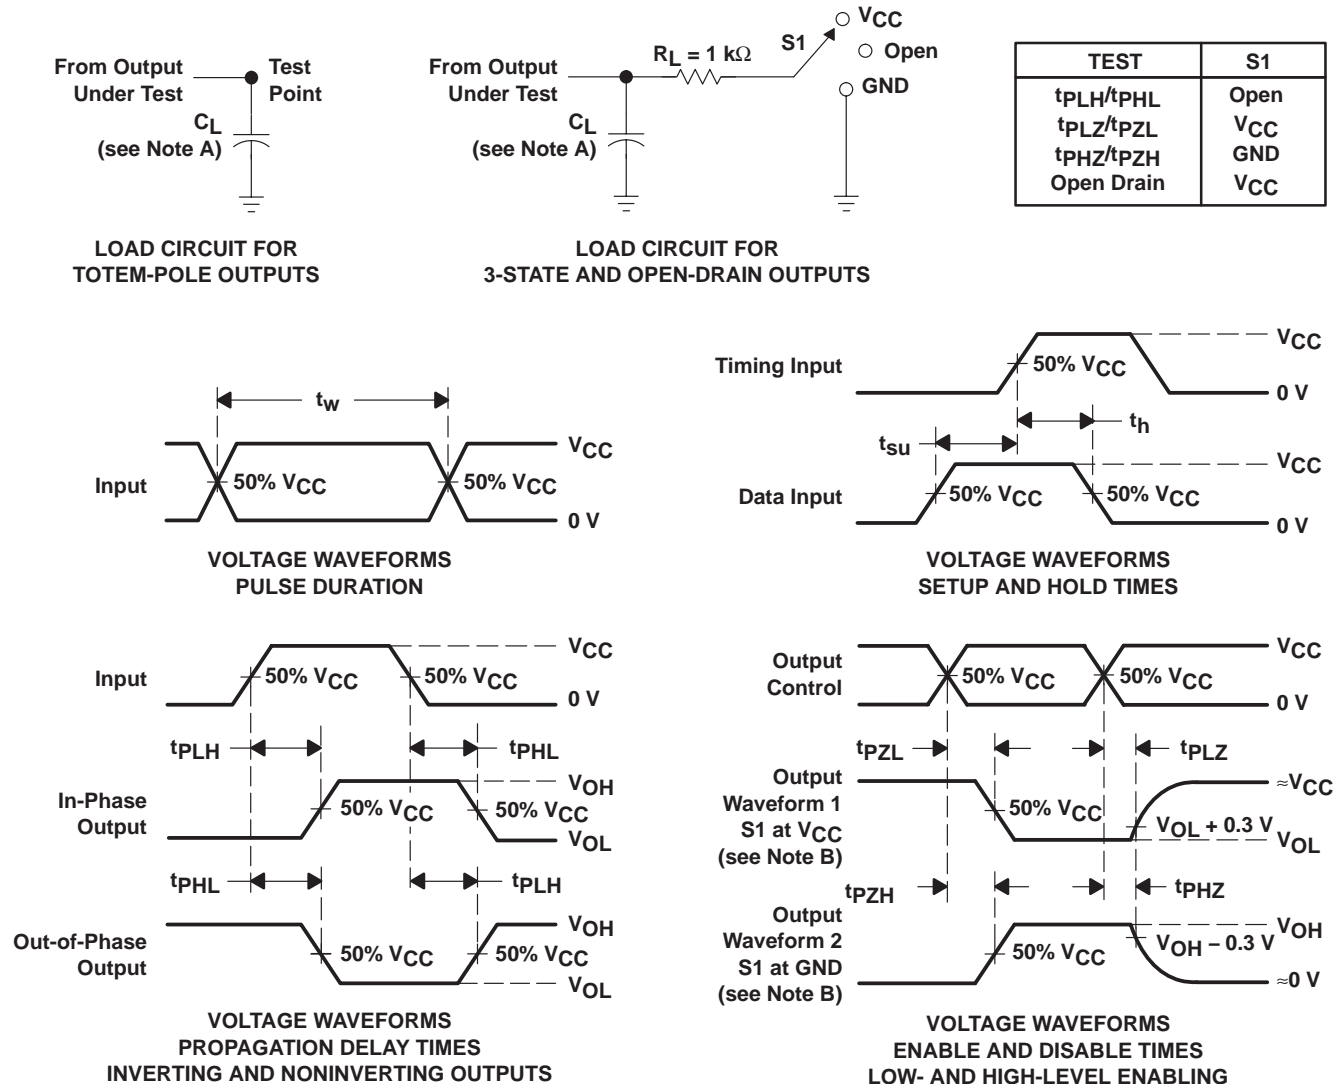 From Output
Under Test
Test
Point
CL
(see Note A)
LOAD CIRCUIT FOR
TOTEM-POLE OUTPUTS
From Output
Under Test
RL = 1 kΩ
S1
VCC
Open
GND
CL
(see Note A)
LOAD CIRCUIT FOR
3-STATE AND OPEN-DRAIN OUTPUTS
TEST S1
tPLH/tPHL Open
tPLZ/tPZL VCC
tPHZ/tPZH GND
Open Drain VCC
tw
Input
50% VCC
50% VCC
VCC
0 V
VOLTAGE WAVEFORMS
PULSE DURATION
Timing Input
50% VCC
VCC
0 V
th
tsu
Data Input
50% VCC
50% VCC
VCC
0 V
VOLTAGE WAVEFORMS
SETUP AND HOLD TIMES
Input
50% VCC
50% VCC
VCC
0 V
tPLH
tPHL
In-Phase
Output
50% VCC
50% VCC
VOH
VOL
tPHL
tPLH
Out-of-Phase
Output
50% VCC
50% VCC
VOH
VOL
VOLTAGE WAVEFORMS
PROPAGATION DELAY TIMES
INVERTING AND NONINVERTING OUTPUTS
Output
Control
50% VCC
50% VCC
VCC
0 V
tPZL
tPLZ
Output
Waveform 1
S1 at VCC
(see Note B)
50% VCC
VOL + 0.3 V
≈VCC
VOL
tPZH
tPHZ
Output
Waveform 2
S1 at GND
(see Note B)
50% VCC
VOH − 0.3 V
VOH
≈0 V
VOLTAGE WAVEFORMS
ENABLE AND DISABLE TIMES
LOW- AND HIGH-LEVEL ENABLING